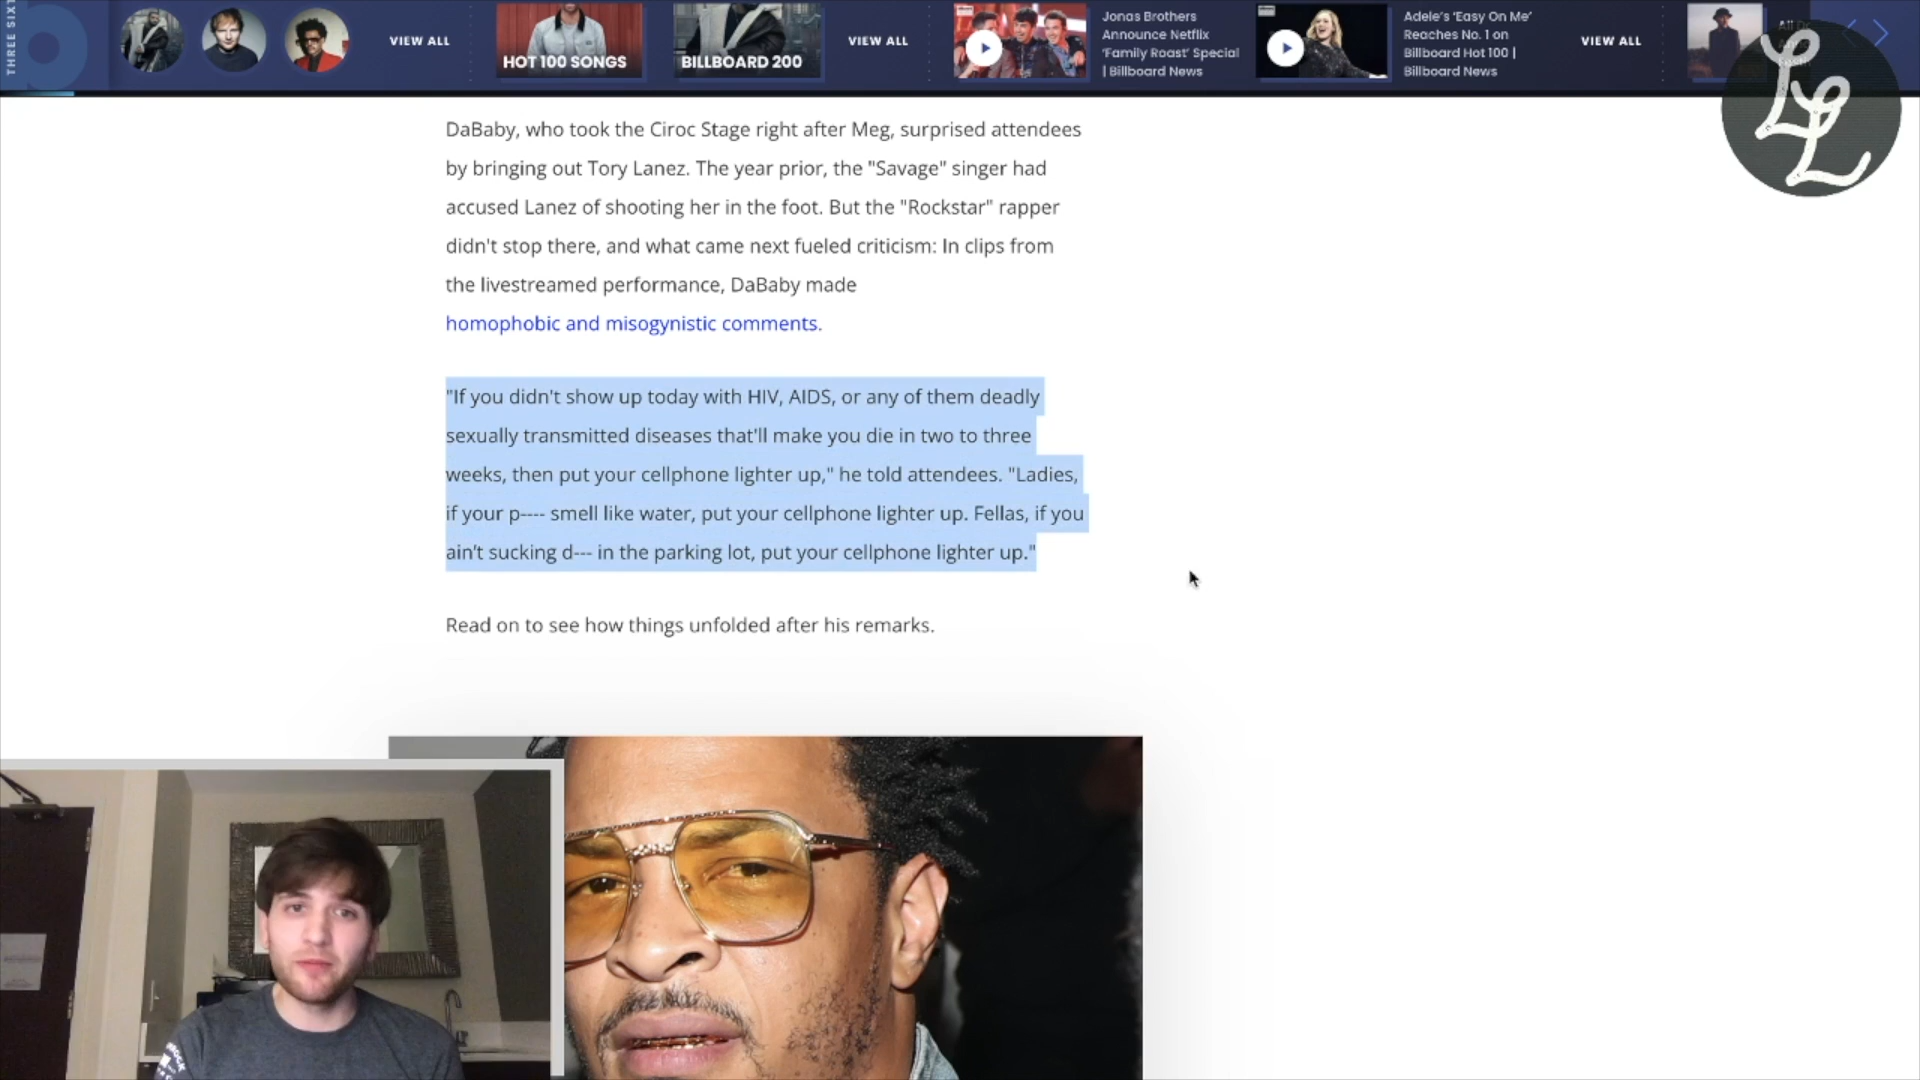 THREE SIXT
VIEW ALL
HOT 100 SONGS
BILLBOARD 200
VIEW ALL
Jonas Brothers
Announce Netflix
‘Family Roast’ Special
| Billboard News
Adele’s ‘Easy On Me’
Reaches No. 1 on
Billboard Hot 100 |
Billboard News
VIEW ALL
LYL
DaBaby, who took the Ciroc Stage right after Meg, surprised attendees
by bringing out Tory Lanez. The year prior, the "Savage" singer had
accused Lanez of shooting her in the foot. But the "Rockstar" rapper
didn't stop there, and what came next fueled criticism: In clips from
the livestreamed performance, DaBaby made
homophobic and misogynistic comments.
"If you didn't show up today with HIV, AIDS, or any of them deadly
sexually transmitted diseases that'll make you die in two to three
weeks, then put your cellphone lighter up," he told attendees. "Ladies,
if your p---- smell like water, put your cellphone lighter up. Fellas, if you
ain't sucking d--- in the parking lot, put your cellphone lighter up."
Read on to see how things unfolded after his remarks.